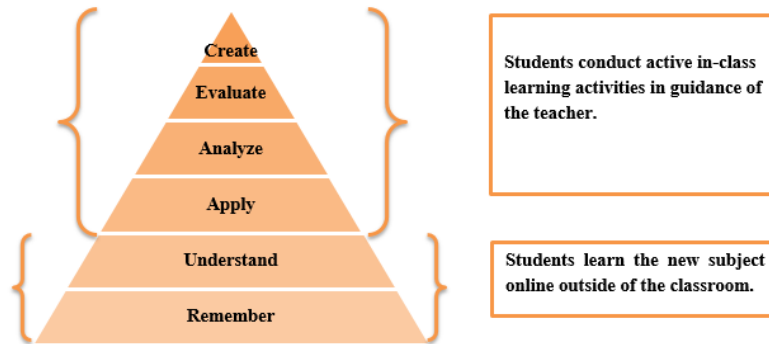 Create
Evaluate
Analyze
Apply
Understand
Remember
Students conduct active in-class
learning activities in guidance of
the teacher.
Students learn the new subject
online outside of the classroom.